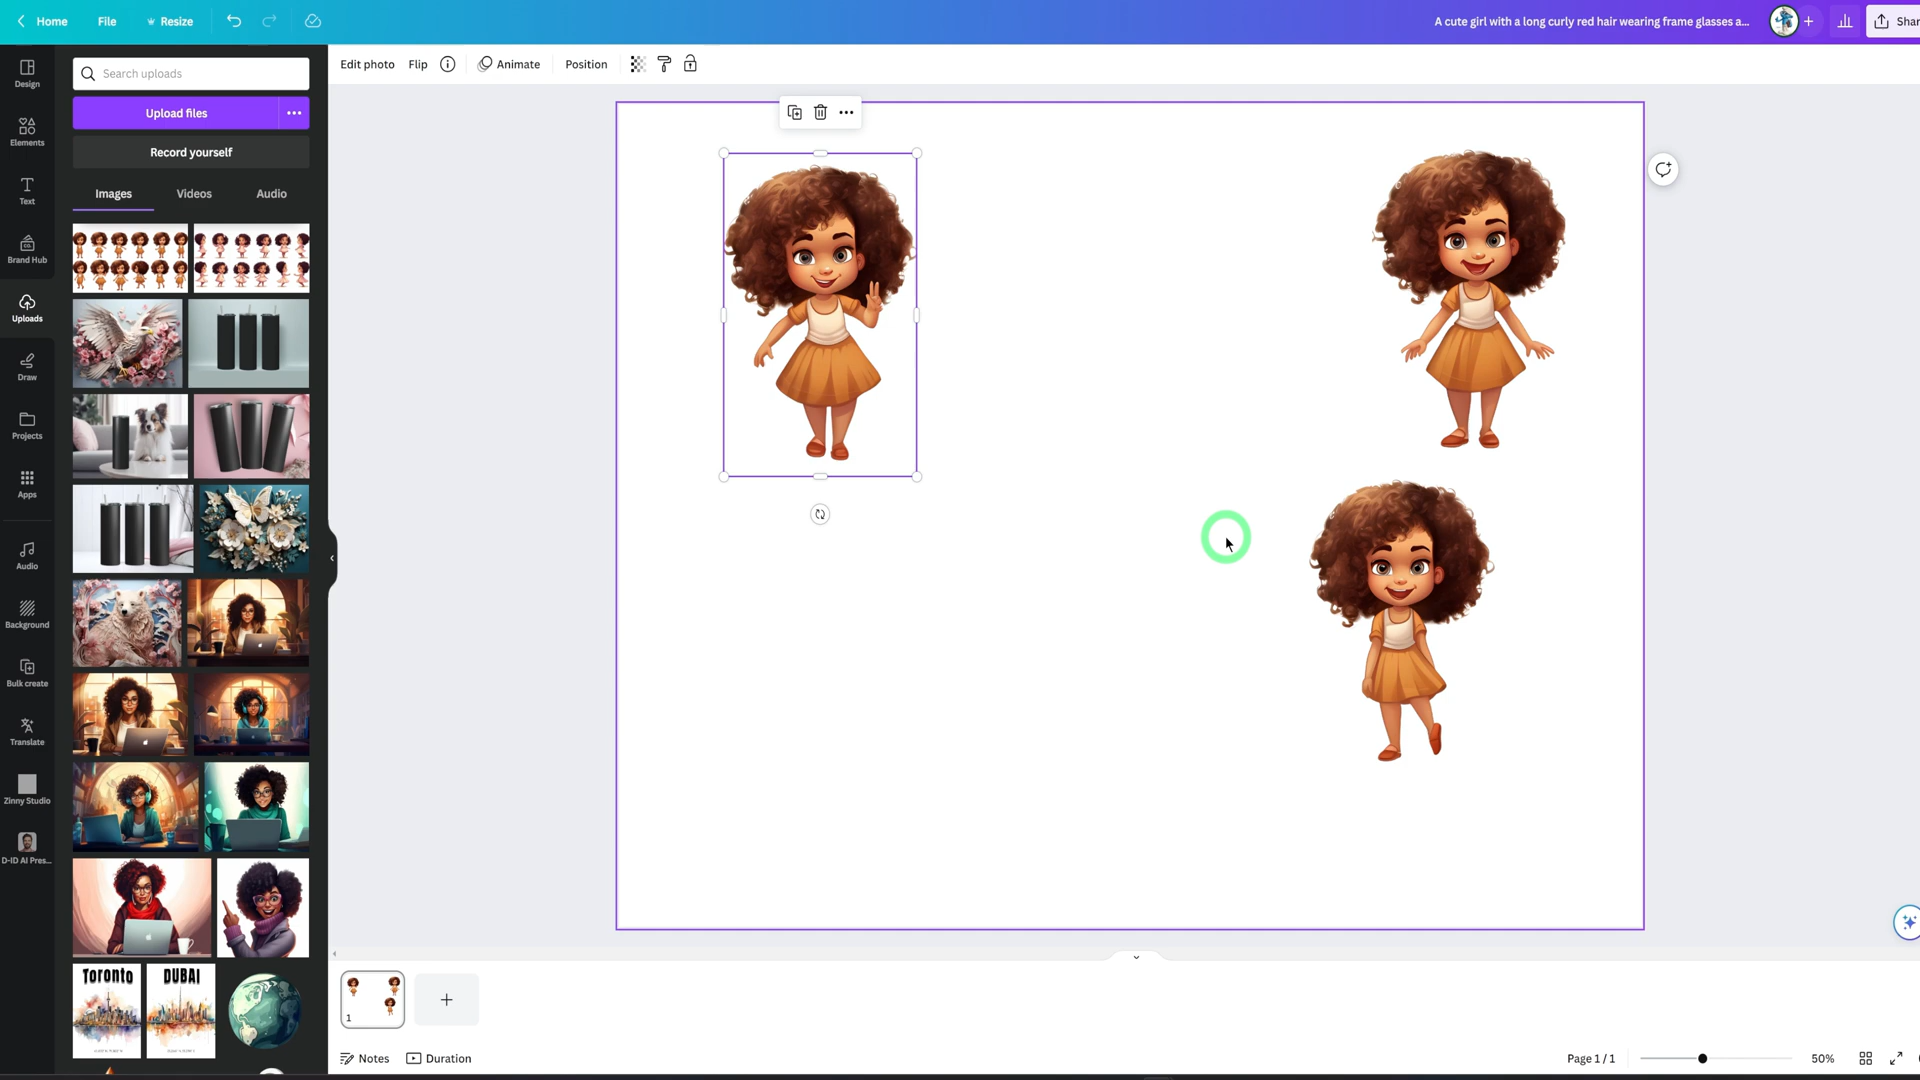 Home
File
Resize
A cute girl with a long curly red hair wearing frame glasses a...
Shar
Design
Elements
Text
Brand Hub
Uploads
Draw
Projects
Apps
Audio
Background
Bulk create
Translate
Zinny Studio
D-ID AI Pres...
Search uploads
Upload files
Record yourself
Images
Videos
Audio
Toronto
DUBAI
Edit photo
Flip
Animate
Position
1
Notes
Duration
Page 1 / 1
50%